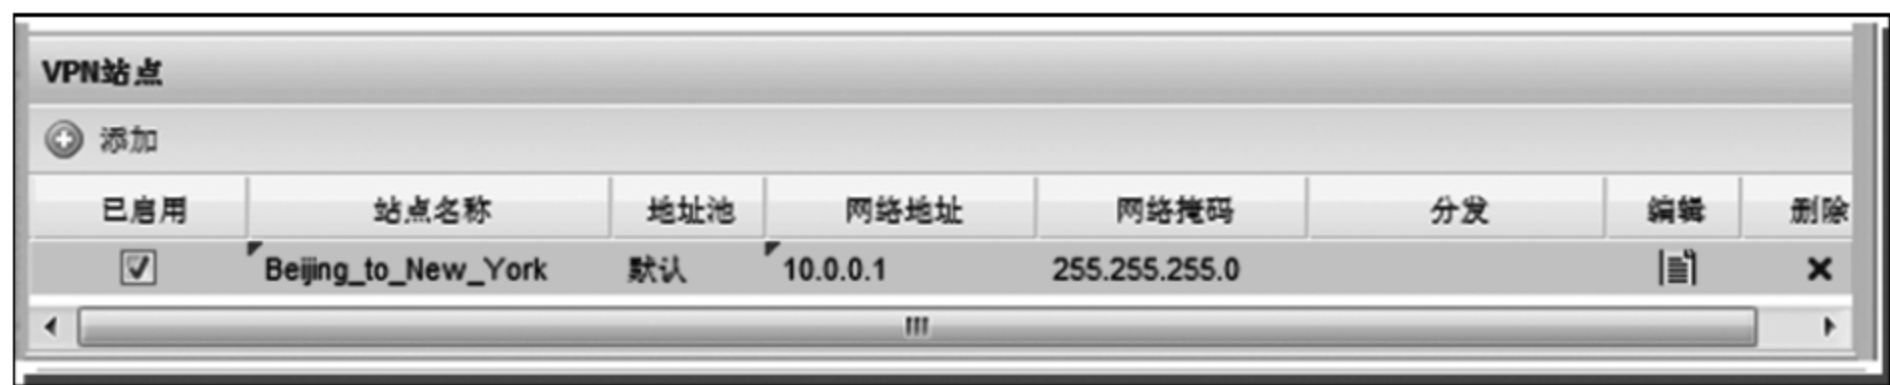 VPN站点
添加
已启用 站点名称 地址池 网络地址 网络掩码 分发 编辑 删除
Beijing_to_New_York 默认 10.0.0.1 255.255.255.0